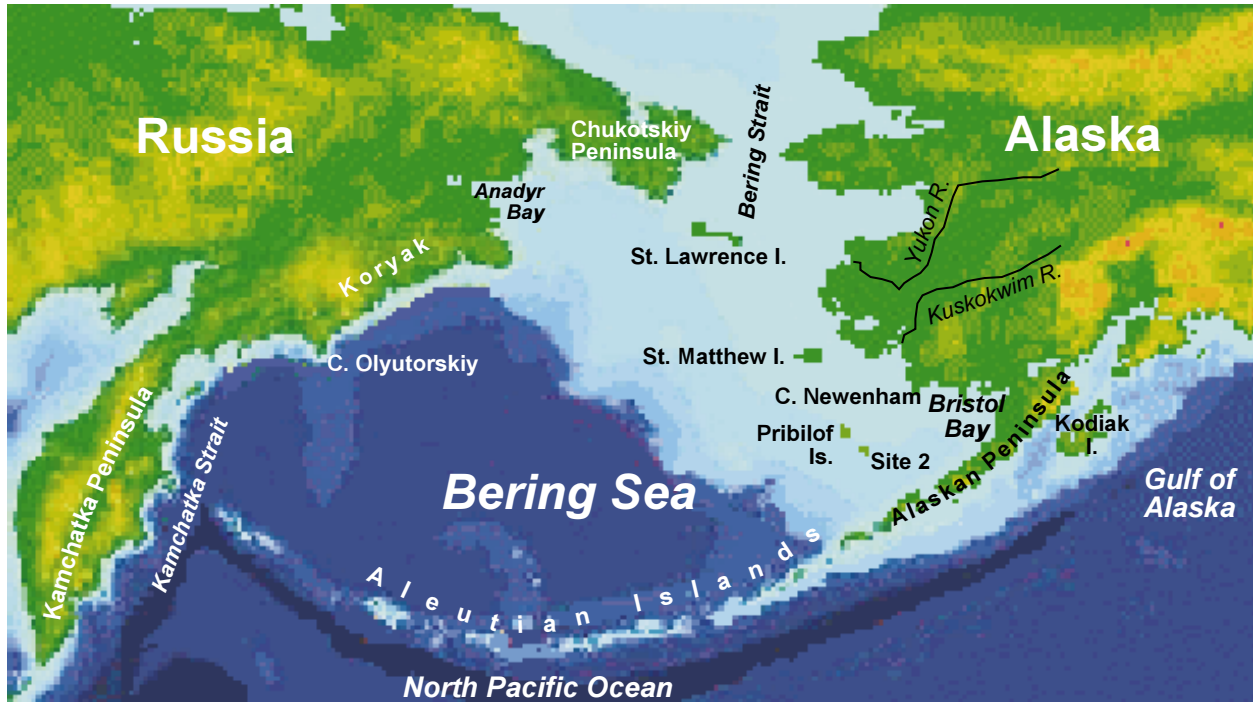 Russia
Chukotskiy
Peninsula
Bering Strait
Alaska
Anadyr
Bay
Yukon R.
St. Lawrence I.
Koryak
Kuskokwim R.
C. Olyutorskiy
St. Matthew I.
C. Newenham
Bristol
Bay
Pribilof
Is.
Site 2
Kodiak
I.
Alaskan Peninsula
Kamchatka Peninsula
Kamchatka Strait
Bering Sea
Gulf of
Alaska
Aleutian Islands
North Pacific Ocean